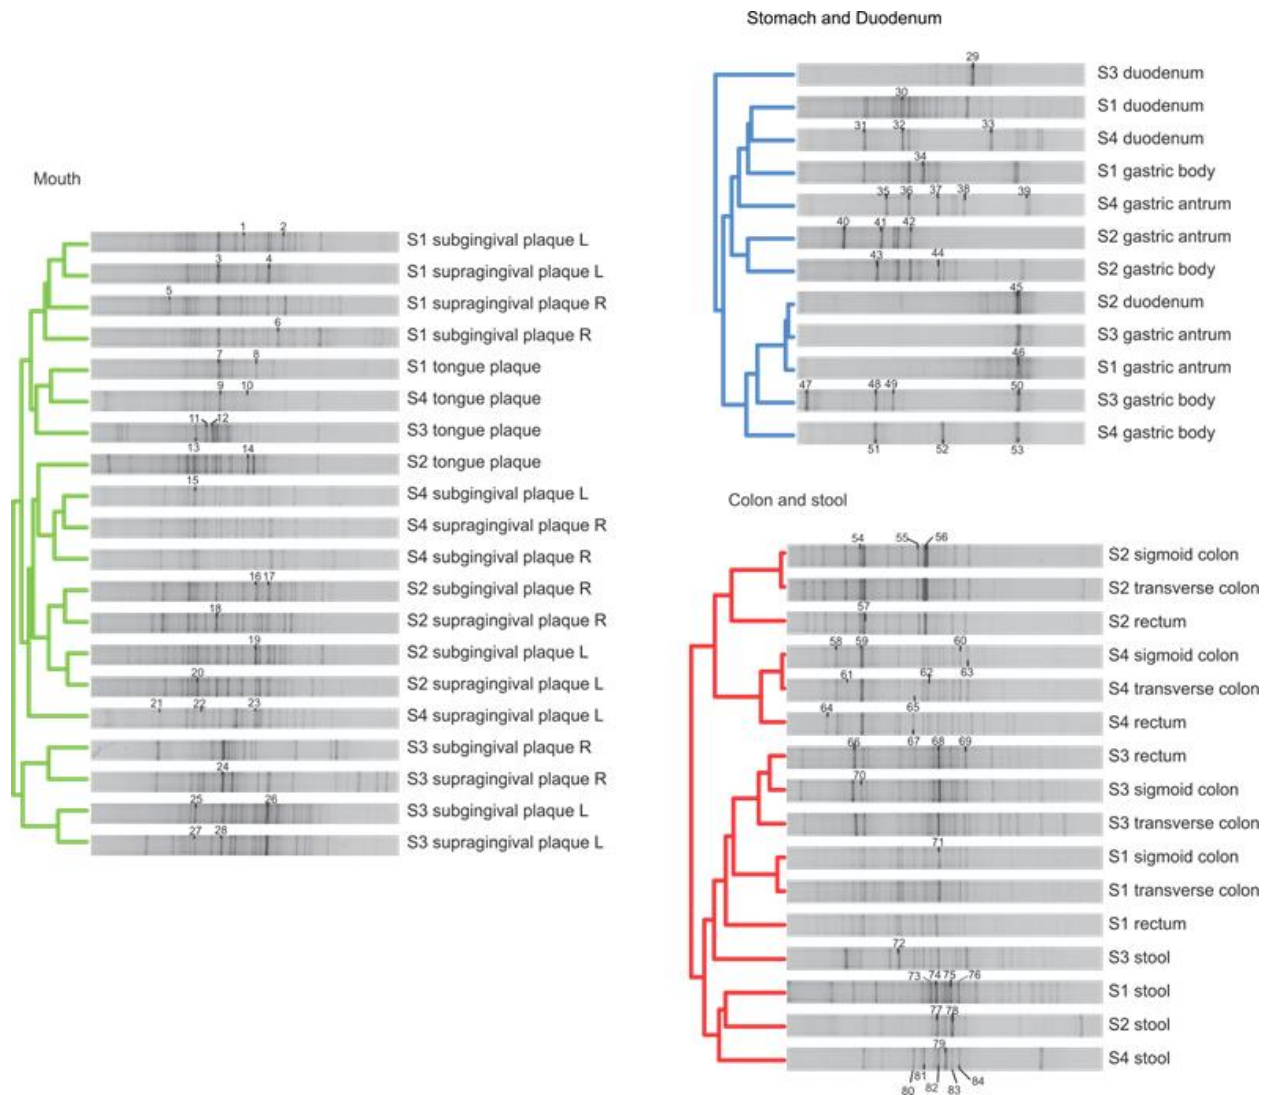 Mouth
1 2
S1 subgingival plaque L
3 4
S1 supragingival plaque L
5
S1 supragingival plaque R
6
S1 subgingival plaque R
7 8
S1 tongue plaque
9 10
S4 tongue plaque
11 12
S3 tongue plaque
13 14
S2 tongue plaque
15
S4 subgingival plaque L
S4 supragingival plaque R
S4 subgingival plaque R
16 17
S2 subgingival plaque R
18
S2 supragingival plaque R
19
S2 subgingival plaque L
20
S2 supragingival plaque L
21 22 23
S4 supragingival plaque L
S3 subgingival plaque R
24
S3 supragingival plaque R
25 26
S3 subgingival plaque L
27 28
S3 supragingival plaque L
Stomach and Duodenum
29
S3 duodenum
30
S1 duodenum
31 32 33
S4 duodenum
34
S1 gastric body
35 36 37 38 39
S4 gastric antrum
40 41 42
S2 gastric antrum
43 44
S2 gastric body
45
S2 duodenum
S3 gastric antrum
46
S1 gastric antrum
47 48 49 50
S3 gastric body
S4 gastric body
51 52 53
Colon and stool
54 55 56
S2 sigmoid colon
S2 transverse colon
57
S2 rectum
58 59 60
S4 sigmoid colon
61 62 63
S4 transverse colon
64 65
S4 rectum
66 67 68 69
S3 rectum
70
S3 sigmoid colon
S3 transverse colon
71
S1 sigmoid colon
S1 transverse colon
S1 rectum
72
S3 stool
73 74 75 76
S1 stool
77 78
S2 stool
79
S4 stool
80 81 82 83 84